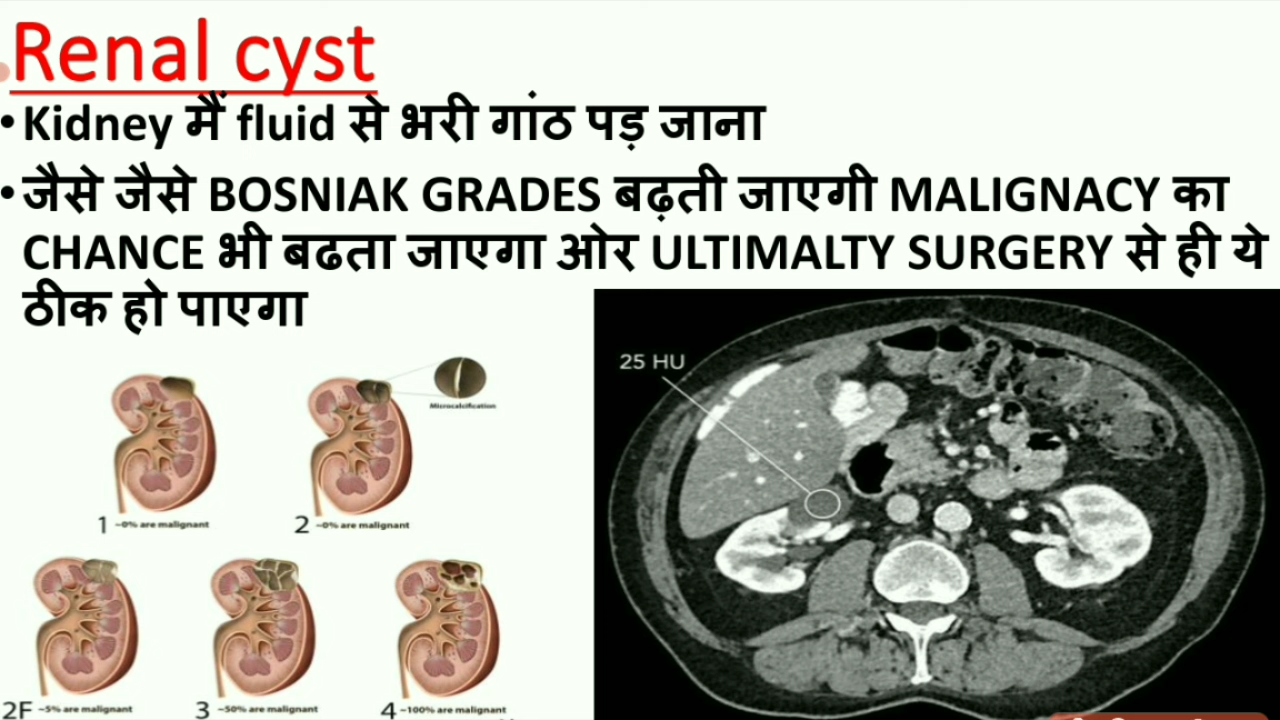 Renal cyst
•Kidney मैं fluid से भरी गांठ पड़ जाना
•जैसे जैसे BOSNIAK GRADES बढ़ती जाएगी MALIGNACY का
CHANCE भी बढता जाएगा ओर ULTIMALTY SURGERY से ही ये
ठीक हो पाएगा
25 HU
Microcalcification
1 ~0% are malignant
2 ~0% are malignant
2F ~5% are malignant
3 ~50% are malignant
4 ~100% are malignant